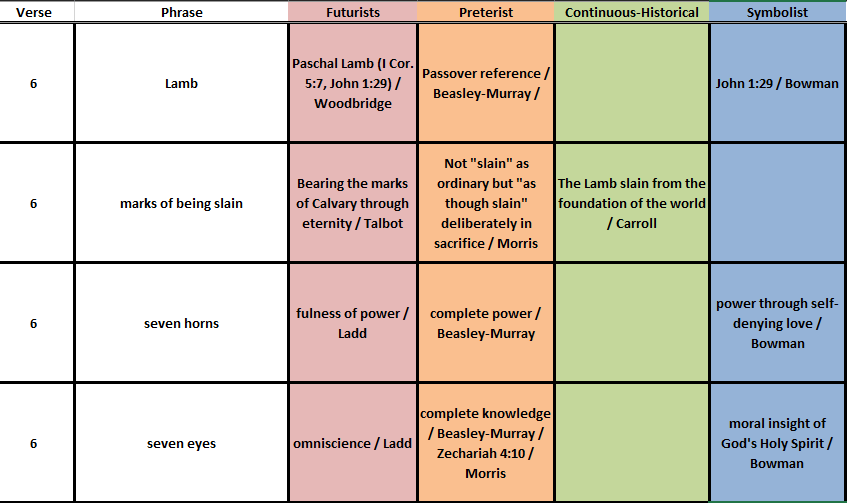 Verse Phrase Futurists Preterist Continuous-Historical Symbolist
6
Lamb
Paschal Lamb (I Cor.
5:7, John 1:29) /
Woodbridge
Passover reference /
Beasley-Murray /
John 1:29 / Bowman
6
marks of being slain
Bearing the marks
of Calvary through
eternity / Talbot
Not "slain" as
ordinary but "as
though slain"
deliberately in
sacrifice / Morris
The Lamb slain from the
foundation of the world
/ Carroll
6
seven horns
fulness of power /
Ladd
complete power /
Beasley-Murray
power through self-
denying love /
Bowman
6
seven eyes
omniscience / Ladd
complete knowledge
/ Beasley-Murray /
Zechariah 4:10 /
Morris
moral insight of
God's Holy Spirit /
Bowman